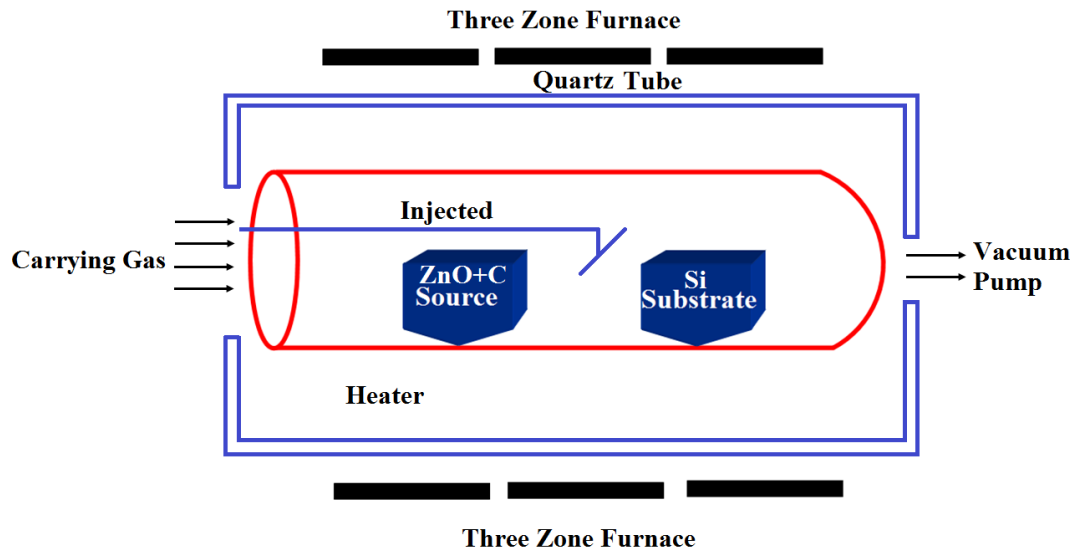 Three Zone Furnace
Quartz Tube
Injected
Carrying Gas
ZnO+C
Source
Si
Substrate
Vacuum
Pump
Heater
Three Zone Furnace